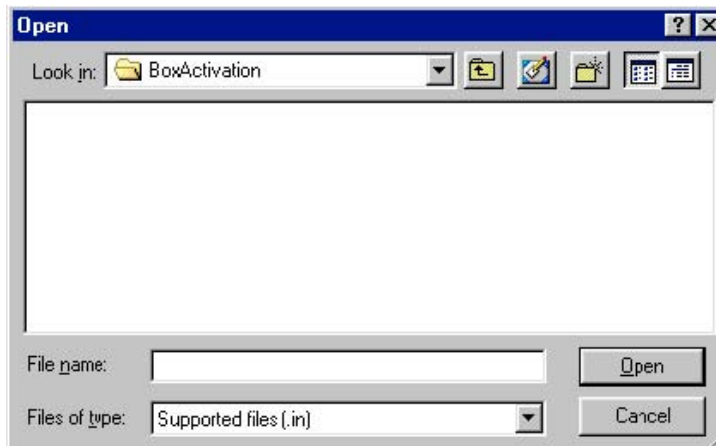 Open
Look in: BoxActivation
File name:
Open
Files of type: Supported files (.in)
Cancel